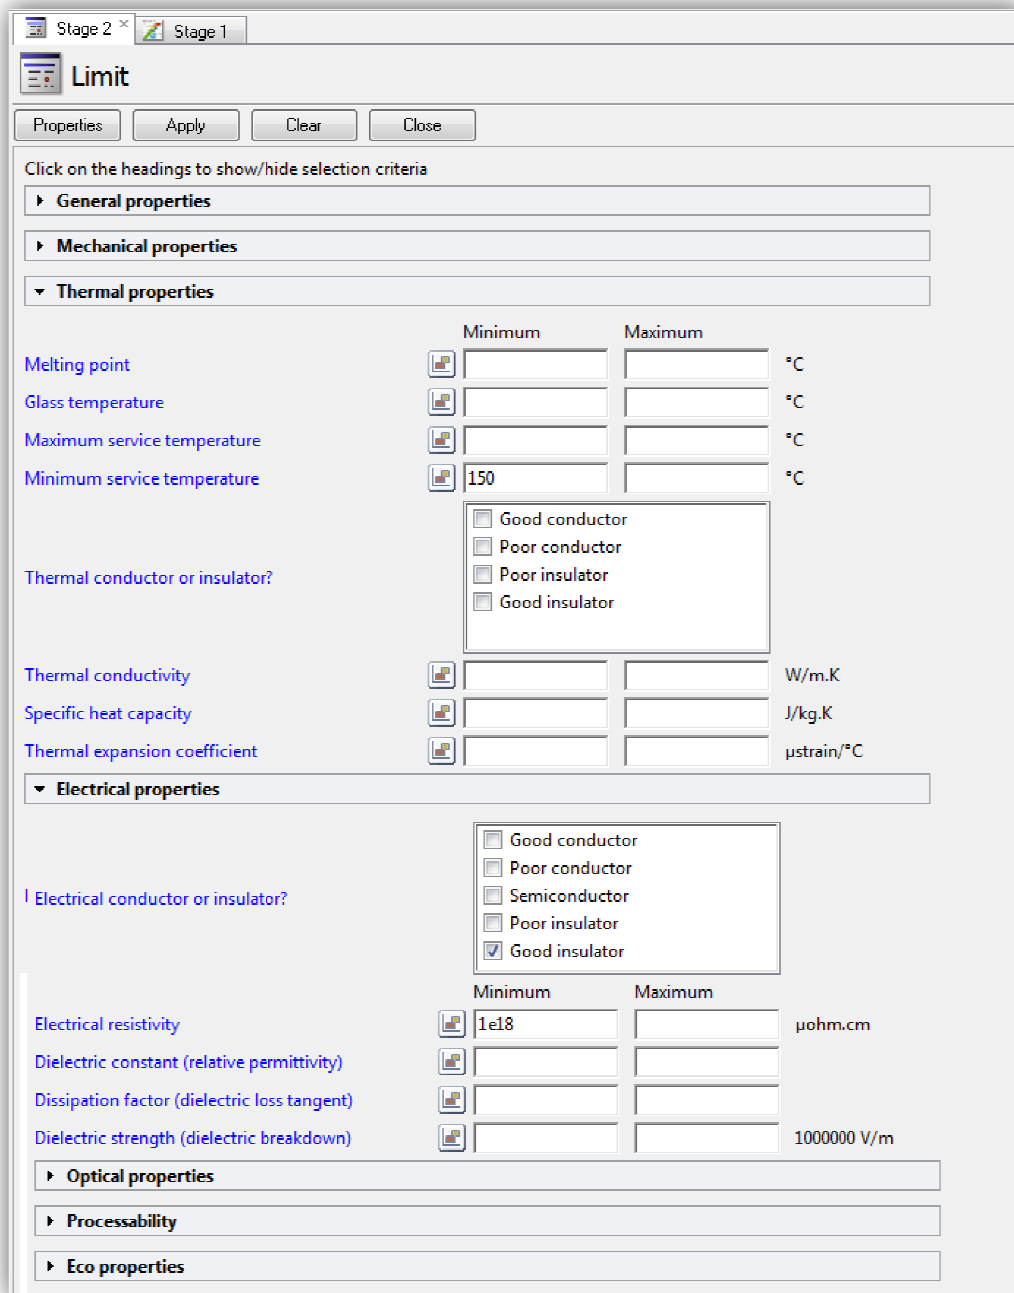 Stage 2 × Stage 1
Limit
Properties Apply Clear Close
Click on the headings to show/hide selection criteria
General properties
Mechanical properties
Thermal properties
Minimum Maximum
Melting point °C
Glass temperature °C
Maximum service temperature °C
Minimum service temperature 150 °C
Good conductor
Poor conductor
Thermal conductor or insulator?
Poor insulator
Good insulator
Thermal conductivity W/m.K
Specific heat capacity J/kg.K
Thermal expansion coefficient µstrain/°C
Electrical properties
Good conductor
Poor conductor
Electrical conductor or insulator?
Semiconductor
Poor insulator
Good insulator
Minimum Maximum
Electrical resistivity 1e18 µohm.cm
Dielectric constant (relative permittivity)
Dissipation factor (dielectric loss tangent)
Dielectric strength (dielectric breakdown) 1000000 V/m
Optical properties
Processability
Eco properties